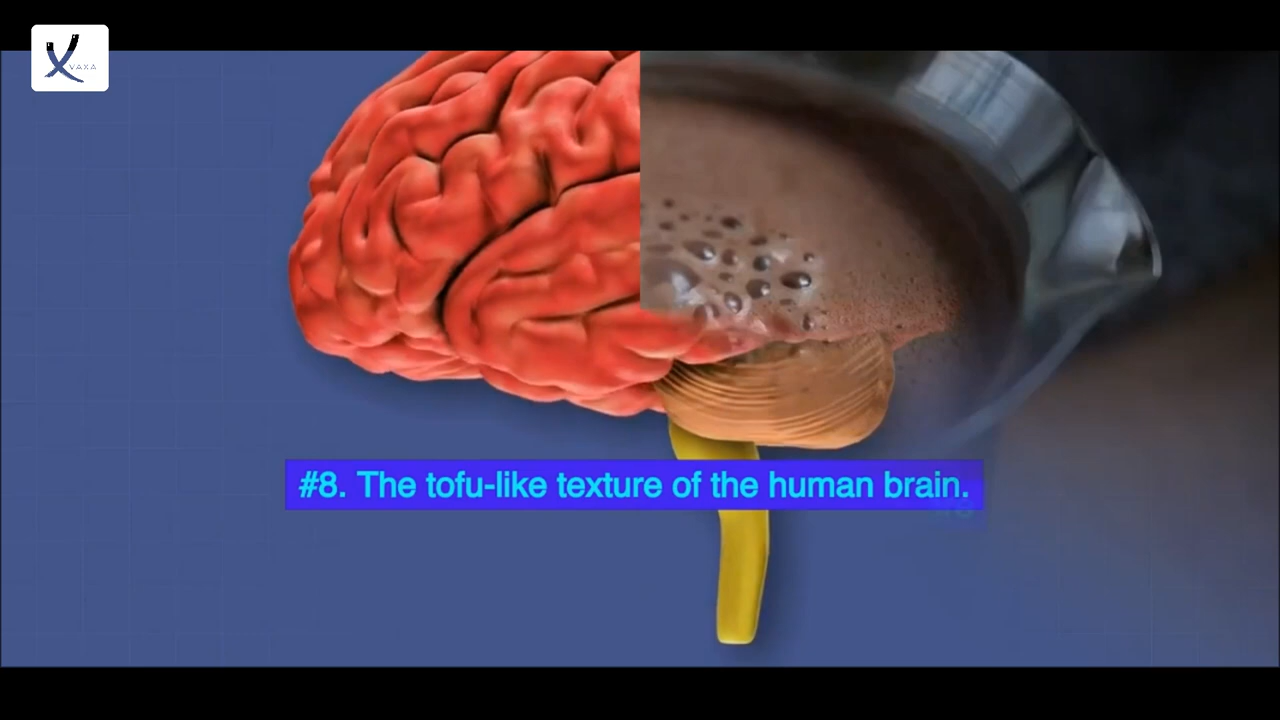 VAXA
#8. The tofu-like texture of the human brain.